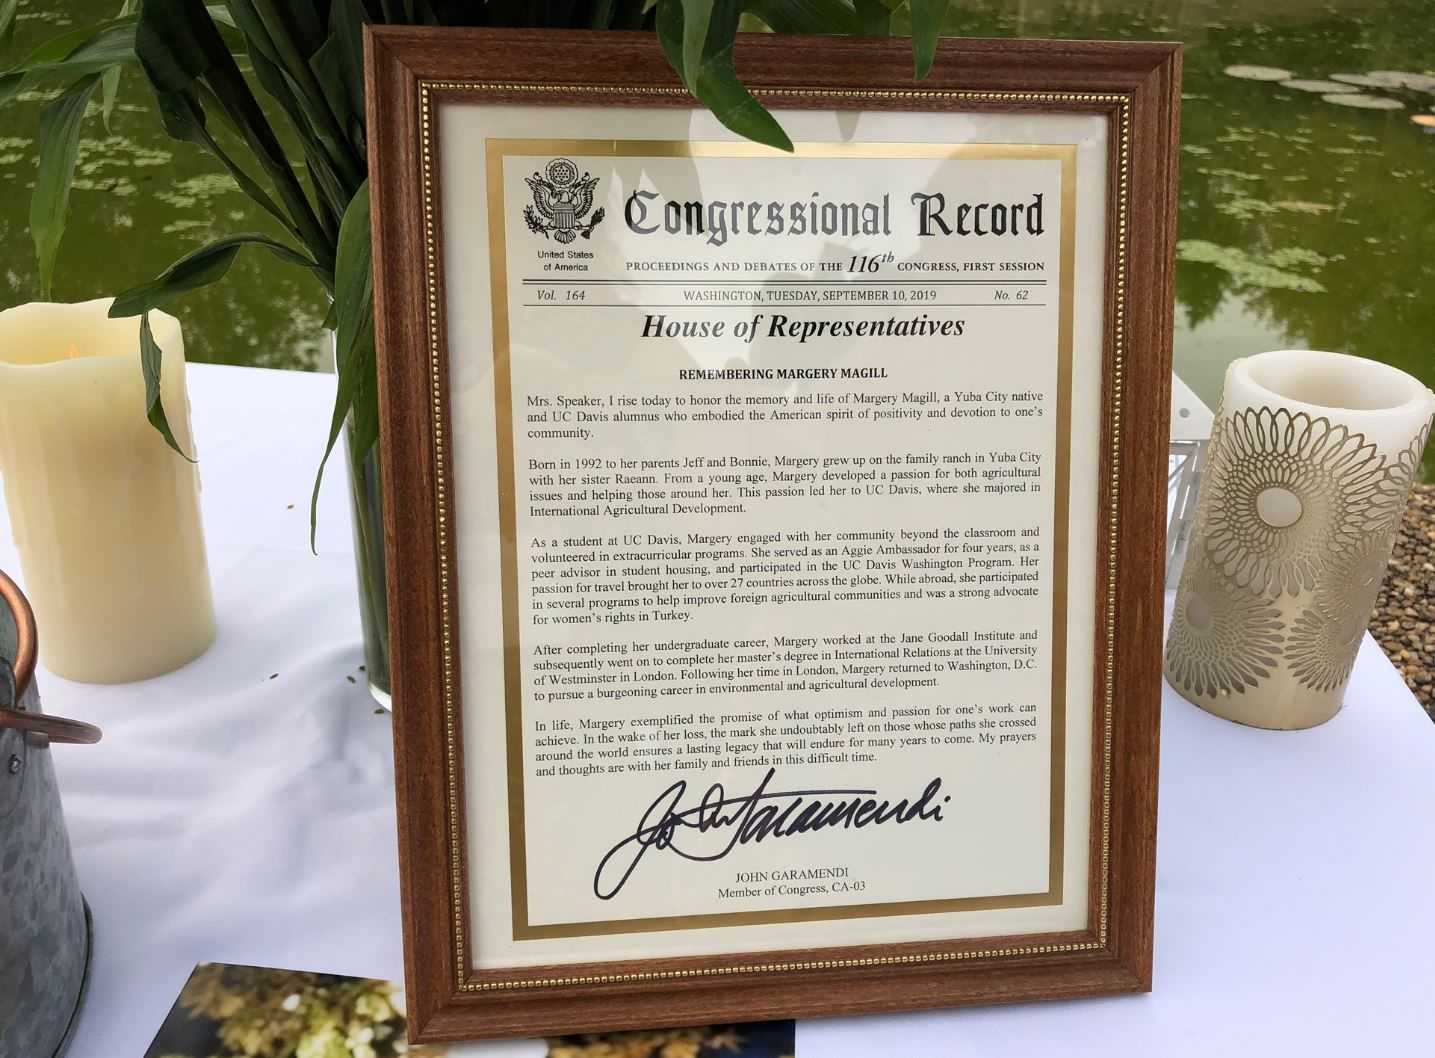 Congressional Record
United States
of America
PROCEEDINGS AND DEBATES OF THE 116th CONGRESS, FIRST SESSION
Vol. 164 WASHINGTON, TUESDAY, SEPTEMBER 10, 2019 No. 62
House of Representatives
REMEMBERING MARGERY MAGILL
Mrs. Speaker, I rise today to honor the memory and life of Margery Magill, a Yuba City native
and UC Davis alumnus who embodied the American spirit of positivity and devotion to one's
community.
Born in 1992 to her parents Jeff and Bonnie, Margery grew up on the family ranch in Yuba City
with her sister Raeann. From a young age, Margery developed a passion for both agricultural
issues and helping those around her. This passion led her to UC Davis, where she majored in
International Agricultural Development.
As a student at UC Davis, Margery engaged with her community beyond the classroom and
volunteered in extracurricular programs. She served as an Aggie Ambassador for four years, as a
peer advisor in student housing, and participated in the UC Davis Washington Program. Her
passion for travel brought her to over 27 countries across the globe. While abroad, she participated
in several programs to help improve foreign agricultural communities and was a strong advocate
for women's rights in Turkey.
After completing her undergraduate career, Margery worked at the Jane Goodall Institute and
subsequently went on to complete her master's degree in International Relations at the University
of Westminster in London. Following her time in London, Margery returned to Washington, D.C.
to pursue a burgeoning career in environmental and agricultural development.
In life, Margery exemplified the promise of what optimism and passion for one's work can
achieve. In the wake of her loss, the mark she undoubtably left on those whose paths she crossed
around the world ensures a lasting legacy that will endure for many years to come. My prayers
and thoughts are with her family and friends in this difficult time.
John Garamendi
JOHN GARAMENDI
Member of Congress, CA-03